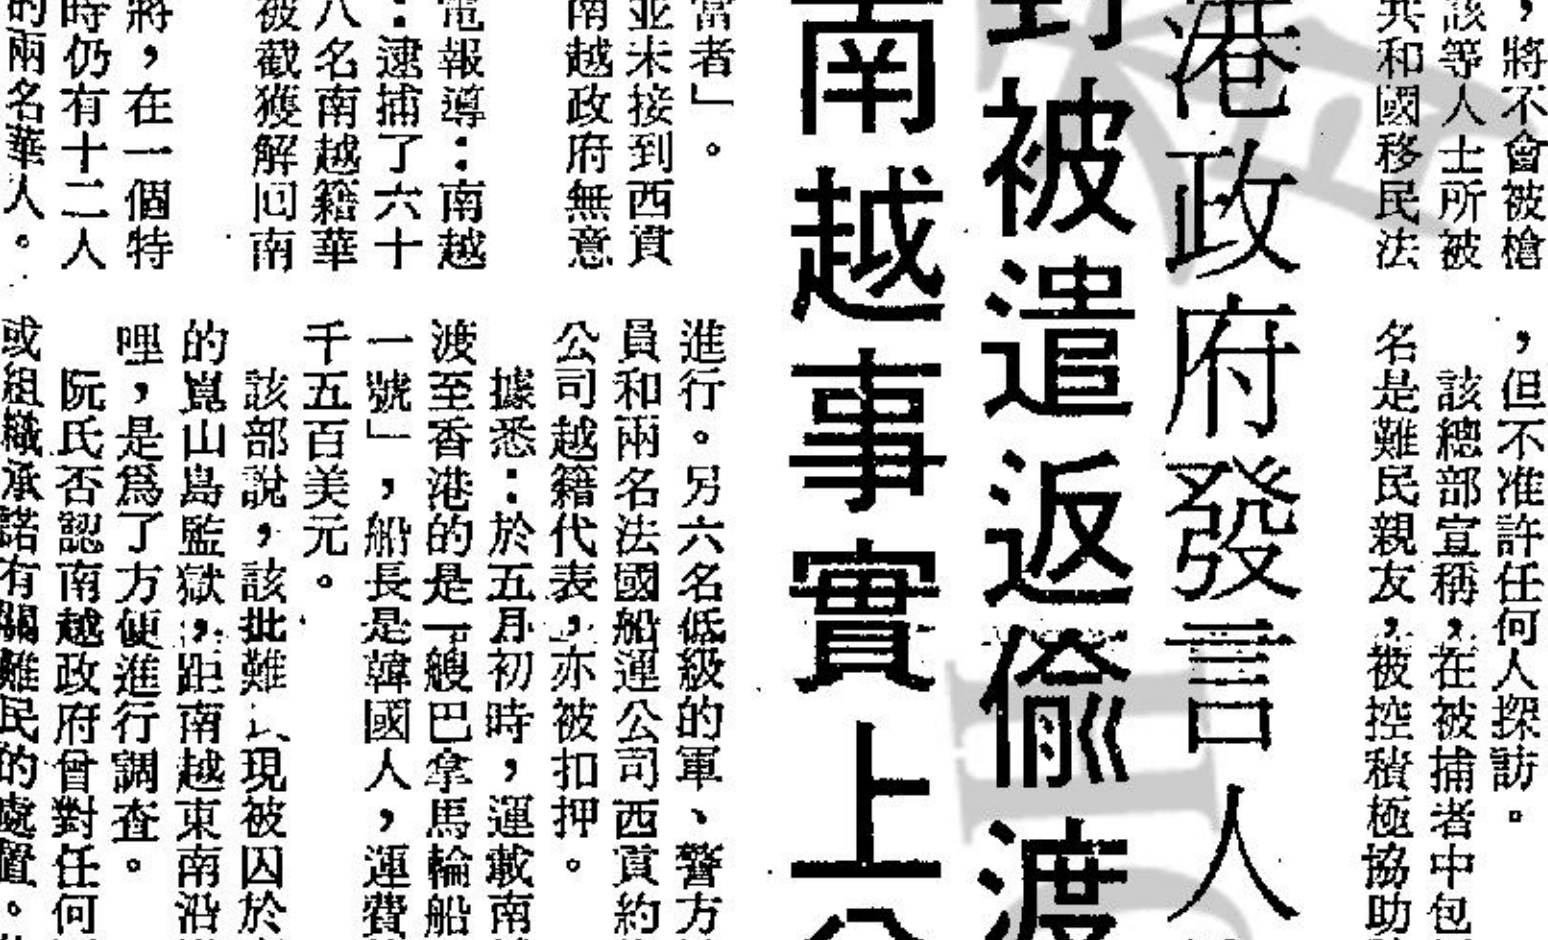 ，將不會被槍
該等人士所被
共和國移民法
，但不准許任何人探訪。
該總部宣稱，在被捕者中包
名是難民親友，被控積極協助
港政府發言人
對被遣返偷渡
南越事實上
當者」。
並未接到西貢
南越政府無意
電報導：南越
：逮捕了六十
八名南越籍華
被獲解回南
將，在一個特
時仍有十二人
的兩名華人。
進行。另六名低級的軍、警方
員和兩名法國船運公司西貢約
公司越籍代表，亦被扣押。
據悉：於五月初時，運載南
渡至香港的是一艘巴拿馬輪船
一號」，船長是韓國人，運費
千五百美元。
該部說，該批難人現被囚於
的崑山島監獄，距南越東南沿
哩，是爲了方便進行調查。
阮氏否認南越政府曾對任何
或組織承諾有關難民的處置。